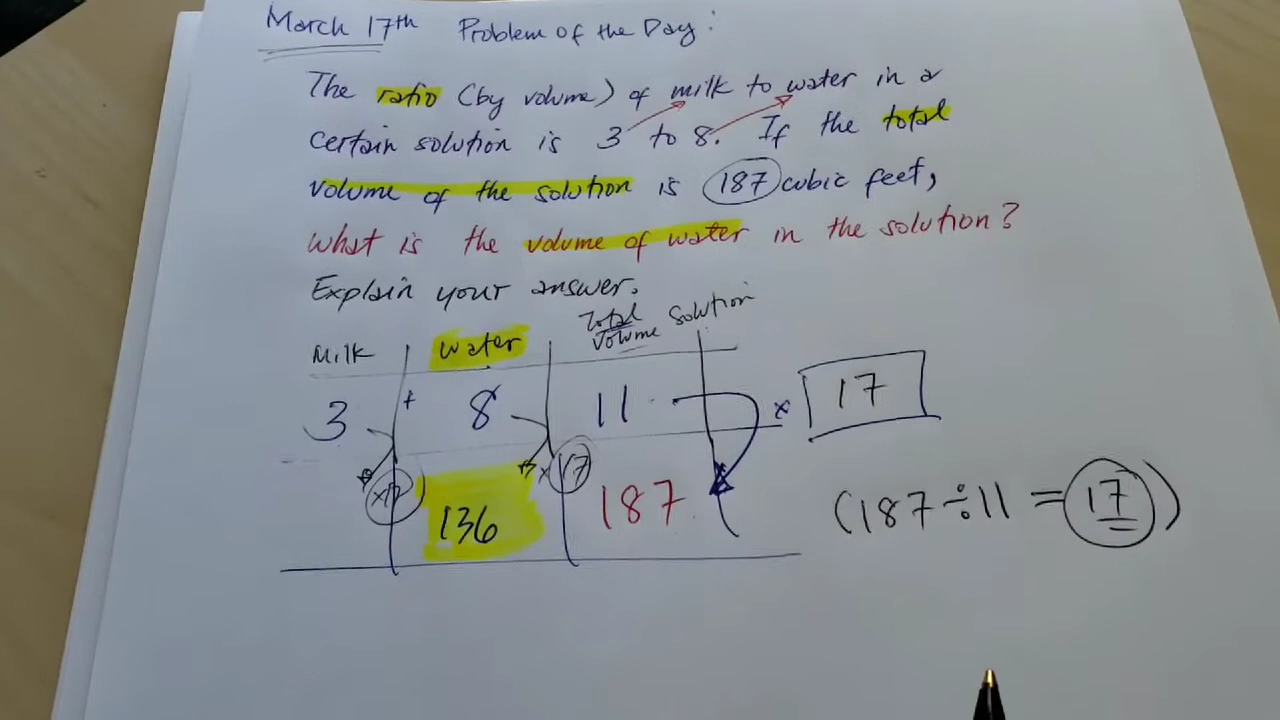 March 17th Problem of the Day:
The ratio (by volume) of milk to water in a
certain solution is 3 to 8. If the total
volume of the solution is 187 cubic feet,
What is the volume of water in the solution?
Explain your answer.
Milk Water Total Volume Solution
3 + 8 11 x 17
x17 136 x17 187 (187 ÷ 11 = 17)